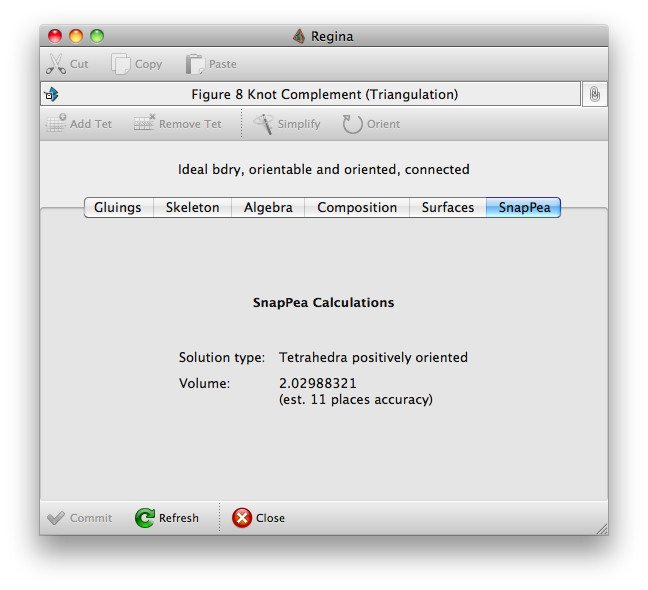 Regina
Cut Copy Paste
Figure 8 Knot Complement (Triangulation)
Add Tet Remove Tet Simplify Orient
Ideal bdry, orientable and oriented, connected
Gluings Skeleton Algebra Composition Surfaces SnapPea
SnapPea Calculations
Solution type: Tetrahedra positively oriented
Volume: 2.02988321
(est. 11 places accuracy)
Commit Refresh Close